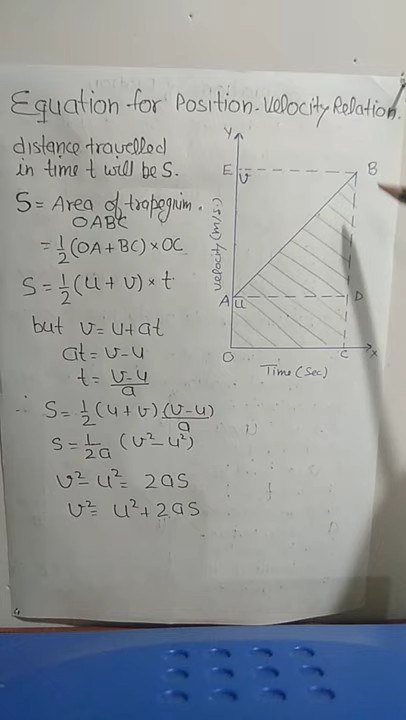 Equation for Position-Velocity Relation.
distance travelled
in time t will be S.
S = Area of trapegium.
OABC
= 1/2 (OA + BC) × OC
S = 1/2 (u + v) × t
but v = u + at
at = v - u
t = (v - u)/a
∴ S = 1/2 (u + v) (v - u)/a
S = 1/2a (v² - u²)
v² - u² = 2as
v² = u² + 2as
Y
E
v
B
Velocity (m/s)
A
u
D
O
C
X
Time (Sec)